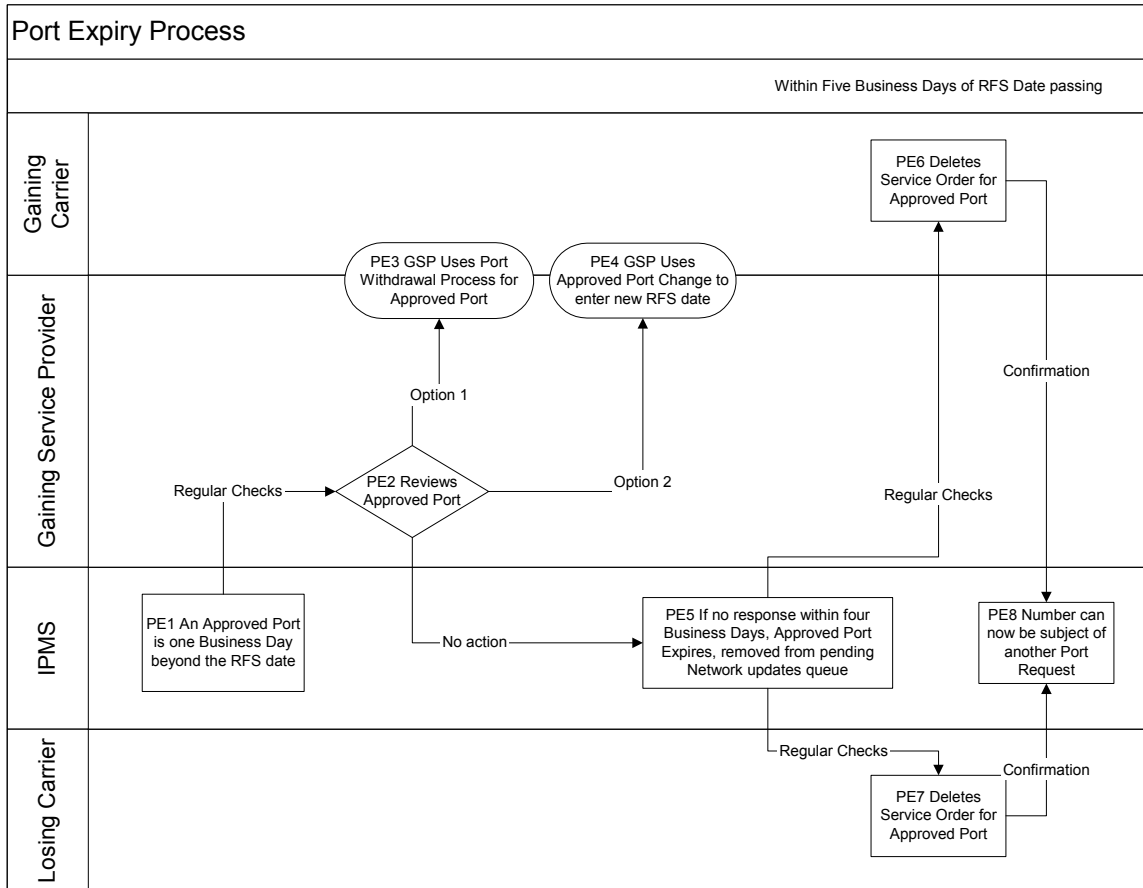 Port Expiry Process
Within Five Business Days of RFS Date passing
Gaining
Carrier
PE6 Deletes
Service Order for
Approved Port
PE3 GSP Uses Port
Withdrawal Process for
Approved Port
PE4 GSP Uses
Approved Port Change to
enter new RFS date
Gaining Service Provider
Confirmation
Option 1
PE2 Reviews
Approved Port
Regular Checks
Option 2
Regular Checks
IPMS
PE1 An Approved Port
is one Business Day
beyond the RFS date
No action
PE5 If no response within four
Business Days, Approved Port
Expires, removed from pending
Network updates queue
PE8 Number can
now be subject of
another Port
Request
Losing Carrier
Regular Checks
Confirmation
PE7 Deletes
Service Order for
Approved Port